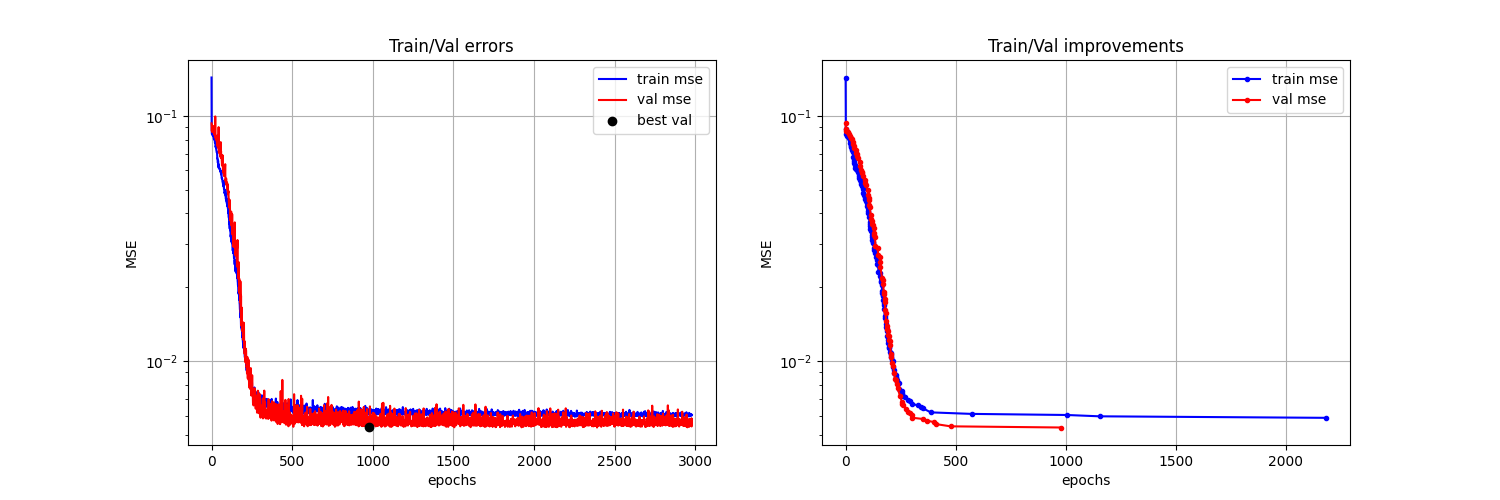 Train/Val errors
train mse
val mse
best val
10⁻¹
10⁻²
MSE
0 500 1000 1500 2000 2500 3000
epochs
Train/Val improvements
train mse
val mse
10⁻¹
10⁻²
MSE
0 500 1000 1500 2000
epochs